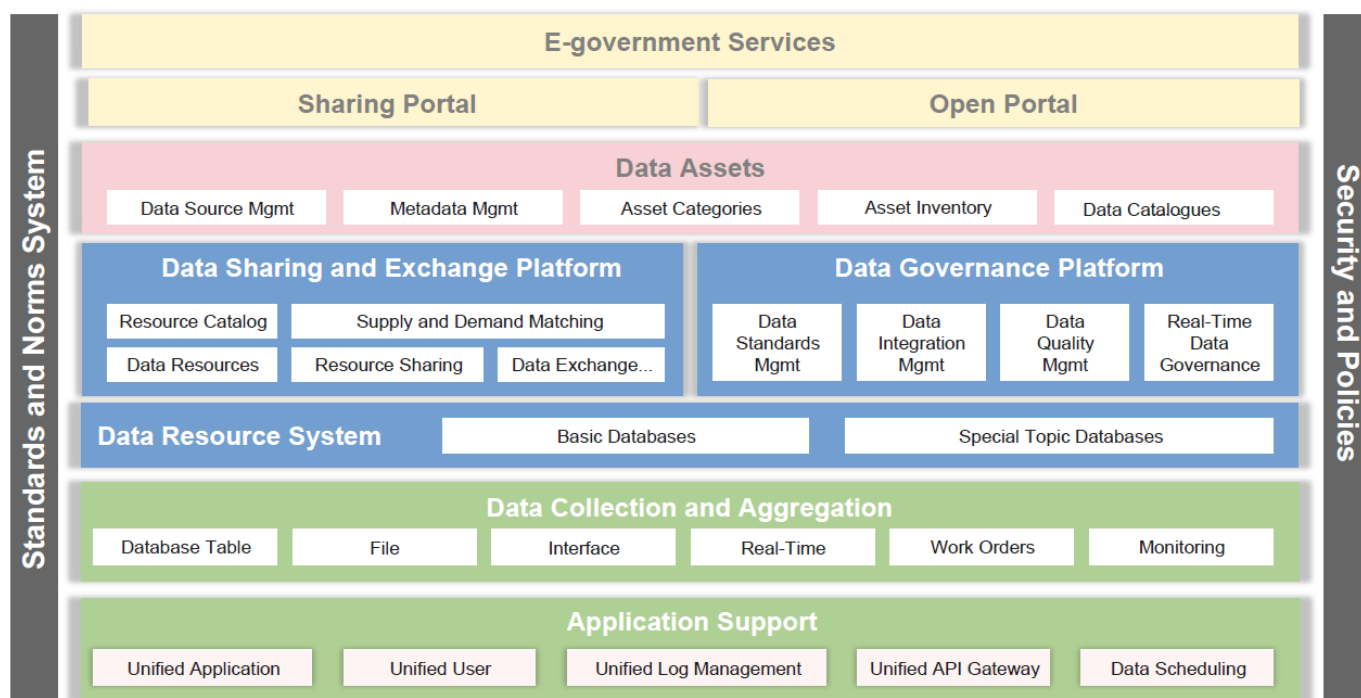 Standards and Norms System
E-government Services
Sharing Portal
Open Portal
Data Assets
Data Source Mgmt
Metadata Mgmt
Asset Categories
Asset Inventory
Data Catalogues
Data Sharing and Exchange Platform
Resource Catalog
Supply and Demand Matching
Data Resources
Resource Sharing
Data Exchange...
Data Governance Platform
Data
Standards
Mgmt
Data
Integration
Mgmt
Data
Quality
Mgmt
Real-Time
Data
Governance
Data Resource System
Basic Databases
Special Topic Databases
Data Collection and Aggregation
Database Table
File
Interface
Real-Time
Work Orders
Monitoring
Application Support
Unified Application
Unified User
Unified Log Management
Unified API Gateway
Data Scheduling
Security and Policies